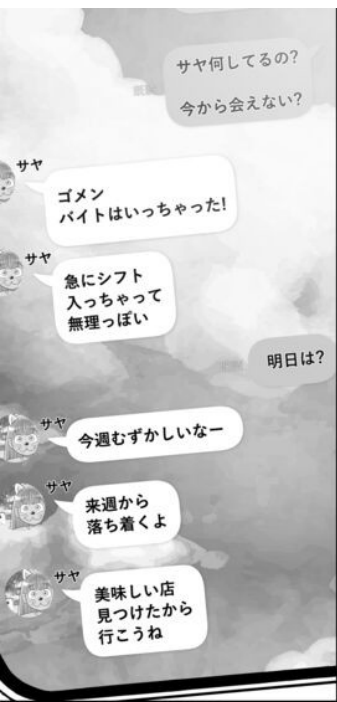 サヤ何してるの?
今から会えない?
サヤ
ゴメン
バイトはいっちゃった!
サヤ
急にシフト
入っちゃって
無理っぽい
明日は?
サヤ
今週むずかしいなー
サヤ
来週から
落ち着くよ
サヤ
美味しい店
見つけたから
行こうね